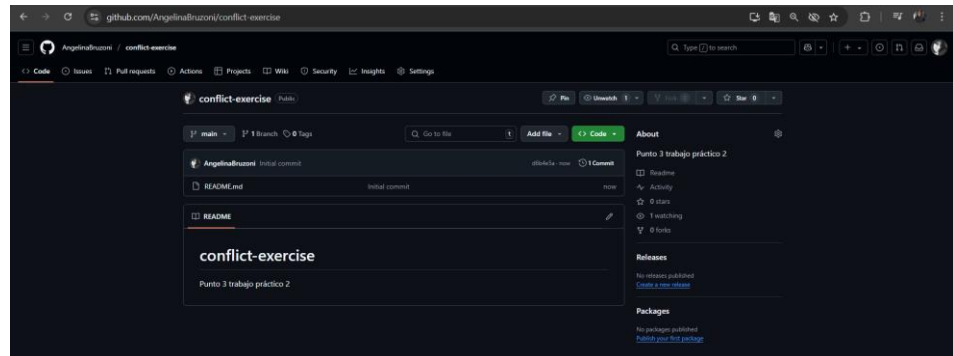 github.com/AngelinaBruzoni/conflict-exercise
AngelinaBruzoni / conflict-exercise
Type / to search
Code Issues Pull requests Actions Projects Wiki Security Insights Settings
conflict-exercise Public
Pin Unwatch 1 Star 0
main 1 Branch 0 Tags Go to file t Add file Code
About
Punto 3 trabajo práctico 2
AngelinaBruzoni Initial commit now 1 Commit
README.md Initial commit now
Readme
Activity
0 stars
1 watching
0 forks
README
conflict-exercise
Punto 3 trabajo práctico 2
Releases
No releases published
Create a new release
Packages
No packages published
Publish your first package